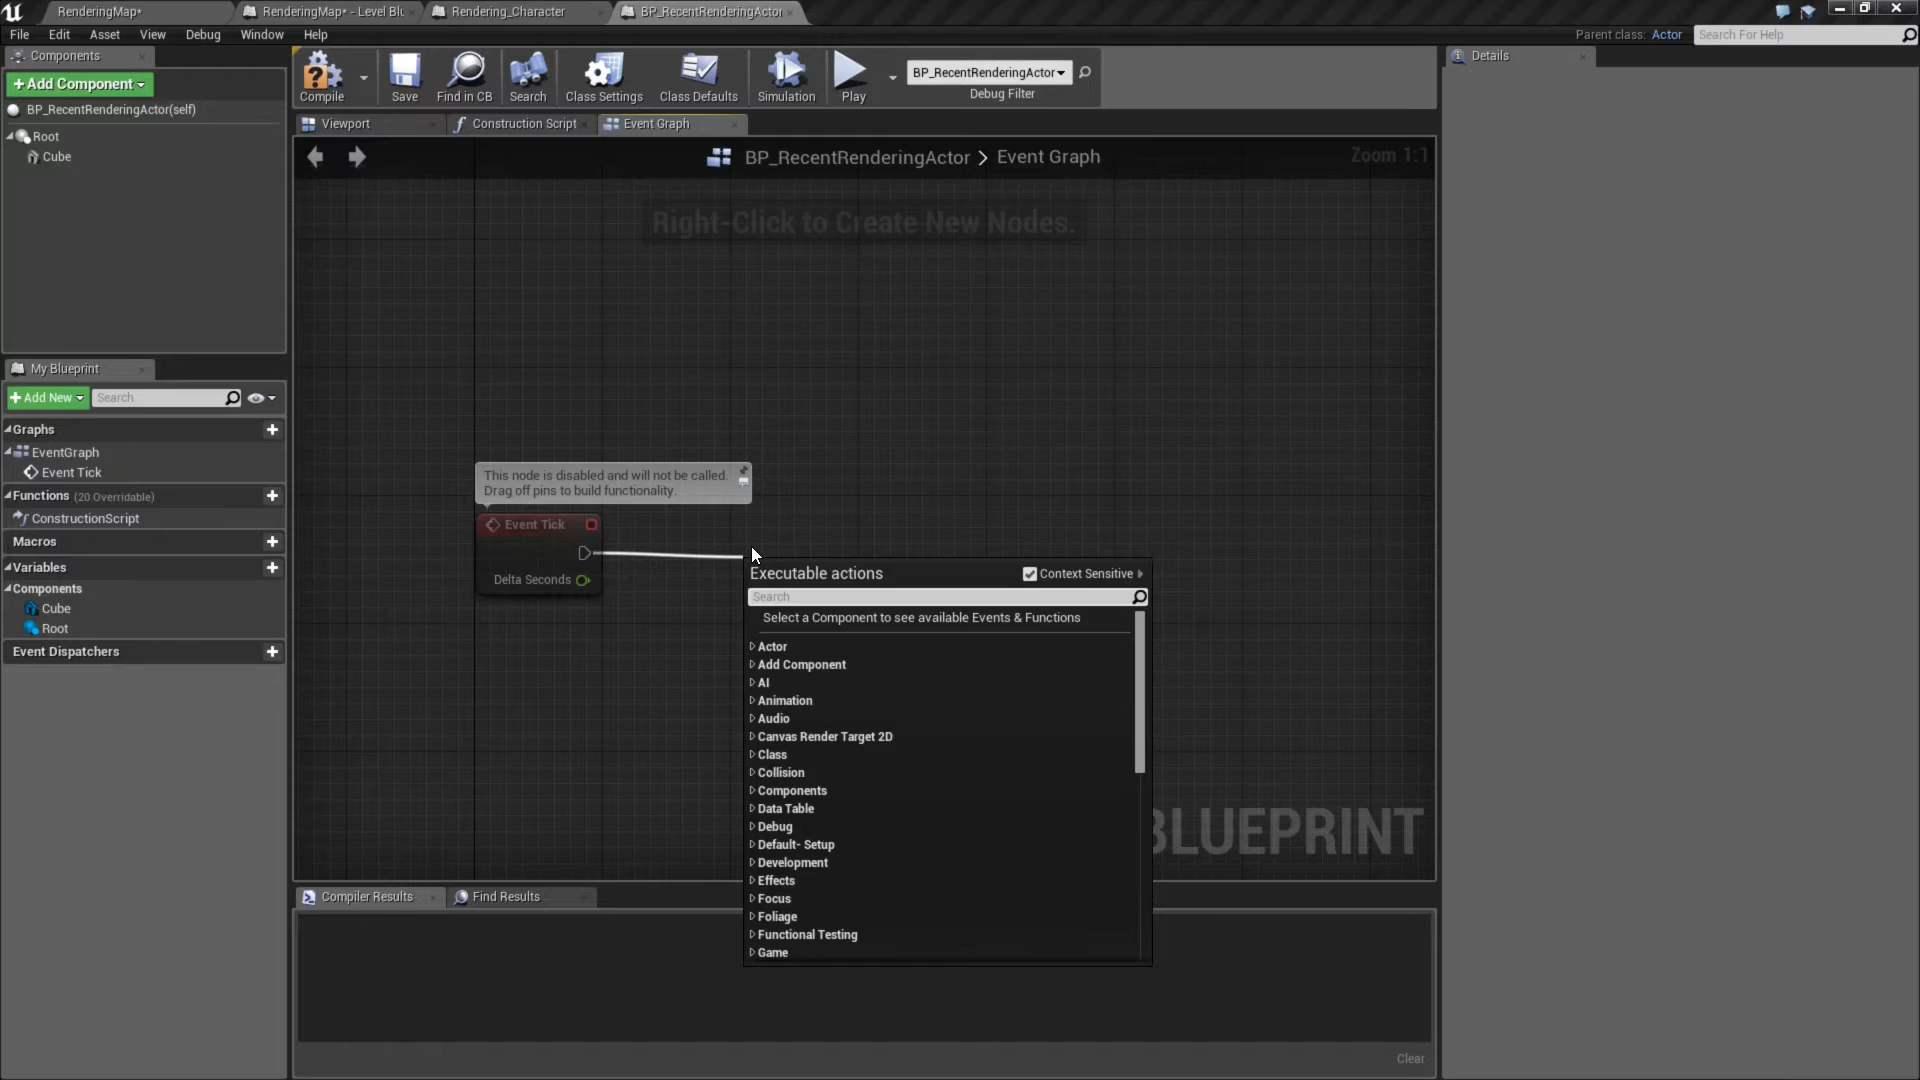 RenderingMap*
RenderingMap* - Level Blu
Rendering_Character
BP_RecentRenderingActor
File
Edit
Asset
View
Debug
Window
Help
Parent class: Actor
Search For Help
Components
+ Add Component
BP_RecentRenderingActor(self)
Root
Cube
Compile
Save
Find in CB
Search
Class Settings
Class Defaults
Simulation
Play
BP_RecentRenderingActor
Debug Filter
Details
Viewport
Construction Script
Event Graph
BP_RecentRenderingActor > Event Graph
Zoom 1:1
Right-Click to Create New Nodes.
My Blueprint
+ Add New
Search
Graphs
EventGraph
Event Tick
Functions (20 Overridable)
ConstructionScript
Macros
Variables
Components
Cube
Root
Event Dispatchers
This node is disabled and will not be called.
Drag off pins to build functionality.
Event Tick
Delta Seconds
Executable actions
Context Sensitive
Search
Select a Component to see available Events & Functions
Actor
Add Component
AI
Animation
Audio
Canvas Render Target 2D
Class
Collision
Components
Data Table
Debug
Default- Setup
Development
Effects
Focus
Foliage
Functional Testing
Game
BLUEPRINT
Compiler Results
Find Results
Clear